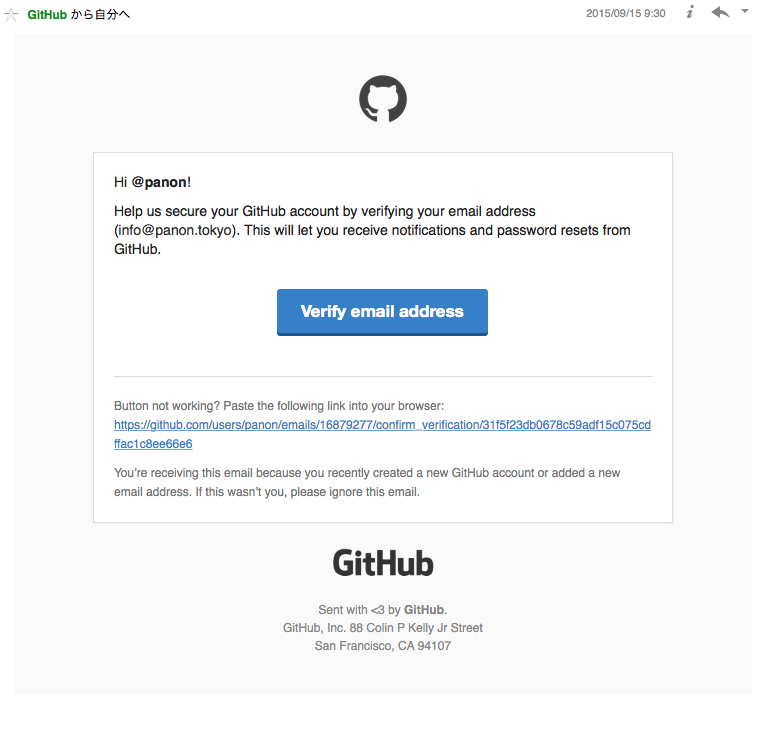 GitHub から自分へ
2015/09/15 9:30
Hi @panon!
Help us secure your GitHub account by verifying your email address
(info@panon.tokyo). This will let you receive notifications and password resets from
GitHub.
Verify email address
Button not working? Paste the following link into your browser:
https://github.com/users/panon/emails/16879277/confirm_verification/31f5f23db0678c59adf15c075cd
ffac1c8ee66e6
You're receiving this email because you recently created a new GitHub account or added a new
email address. If this wasn't you, please ignore this email.
GitHub
Sent with <3 by GitHub.
GitHub, Inc. 88 Colin P Kelly Jr Street
San Francisco, CA 94107